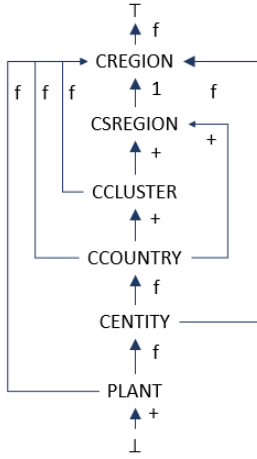 ⊤
f
CREGION
f f f 1 f
CSREGION
+ +
CCLUSTER
+
CCOUNTRY
f
CENTITY
f
PLANT
+
⊥